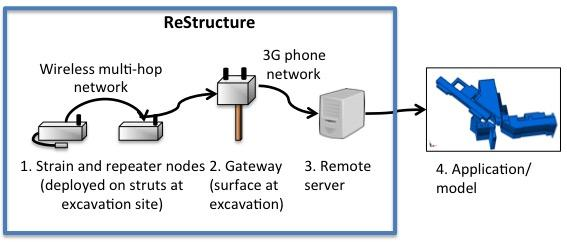 ReStructure
Wireless multi-hop
network
3G phone
network
1. Strain and repeater nodes
(deployed on struts at
excavation site)
2. Gateway
(surface at
excavation)
3. Remote
server
4. Application/
model